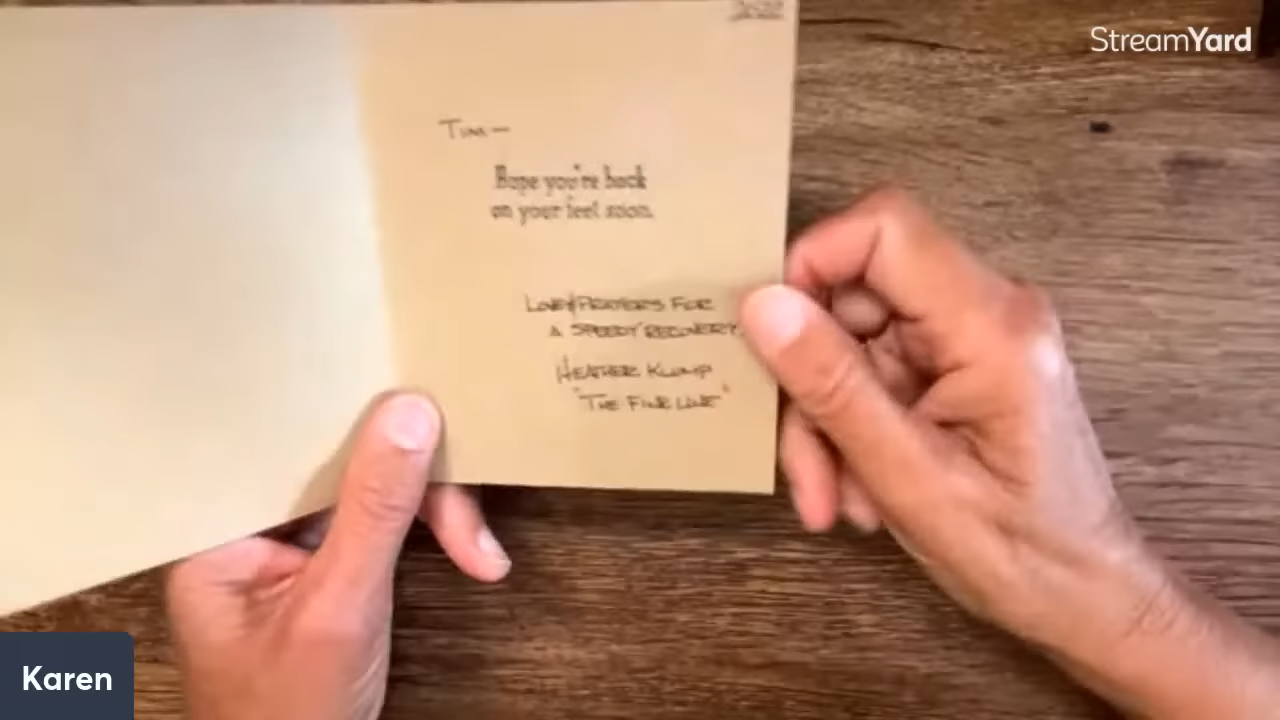 StreamYard
Tim—
Hope you're back
on your feet soon.
Love/Prayers For
A Speedy Recovery
Heather Klump
"The Fine Line"
Karen